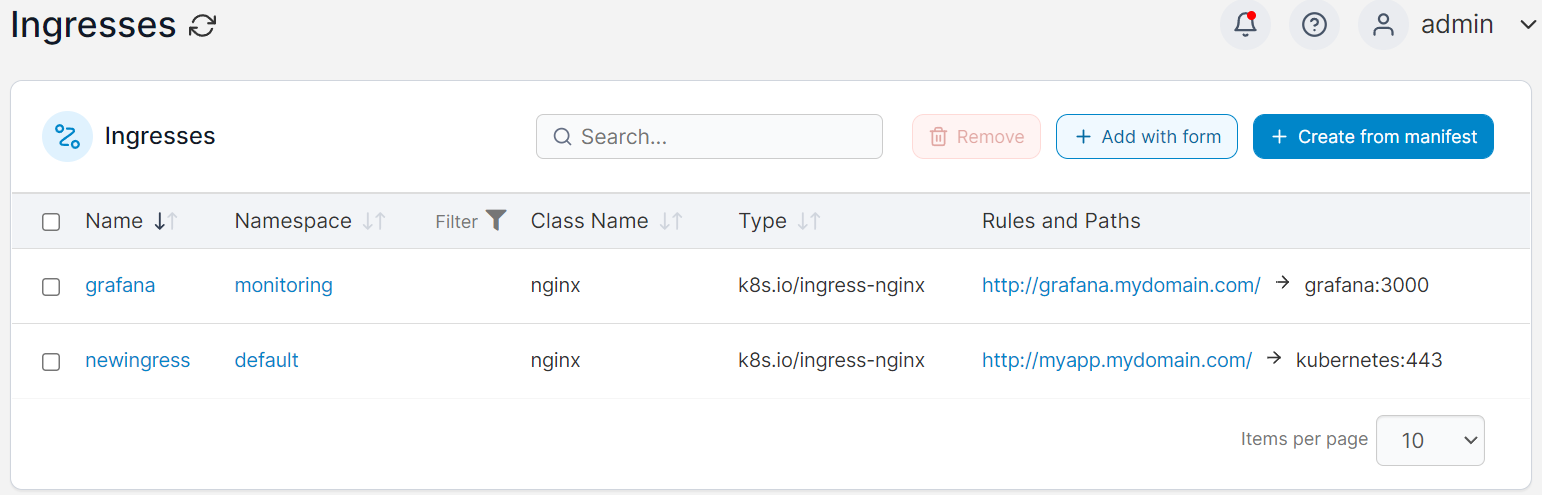 Ingresses
admin
Ingresses Search... Remove + Add with form + Create from manifest
Name Namespace Filter Class Name Type Rules and Paths
grafana monitoring nginx k8s.io/ingress-nginx http://grafana.mydomain.com/ → grafana:3000
newingress default nginx k8s.io/ingress-nginx http://myapp.mydomain.com/ → kubernetes:443
Items per page 10